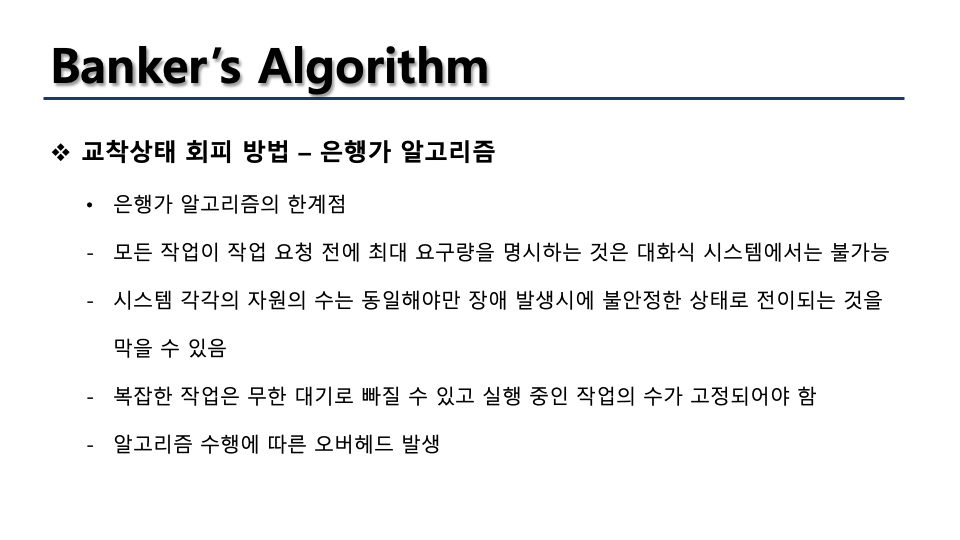 Banker’s Algorithm
❖ 교착상태 회피 방법 – 은행가 알고리즘
• 은행가 알고리즘의 한계점
- 모든 작업이 작업 요청 전에 최대 요구량을 명시하는 것은 대화식 시스템에서는 불가능
- 시스템 각각의 자원의 수는 동일해야만 장애 발생시에 불안정한 상태로 전이되는 것을
막을 수 있음
- 복잡한 작업은 무한 대기로 빠질 수 있고 실행 중인 작업의 수가 고정되어야 함
- 알고리즘 수행에 따른 오버헤드 발생